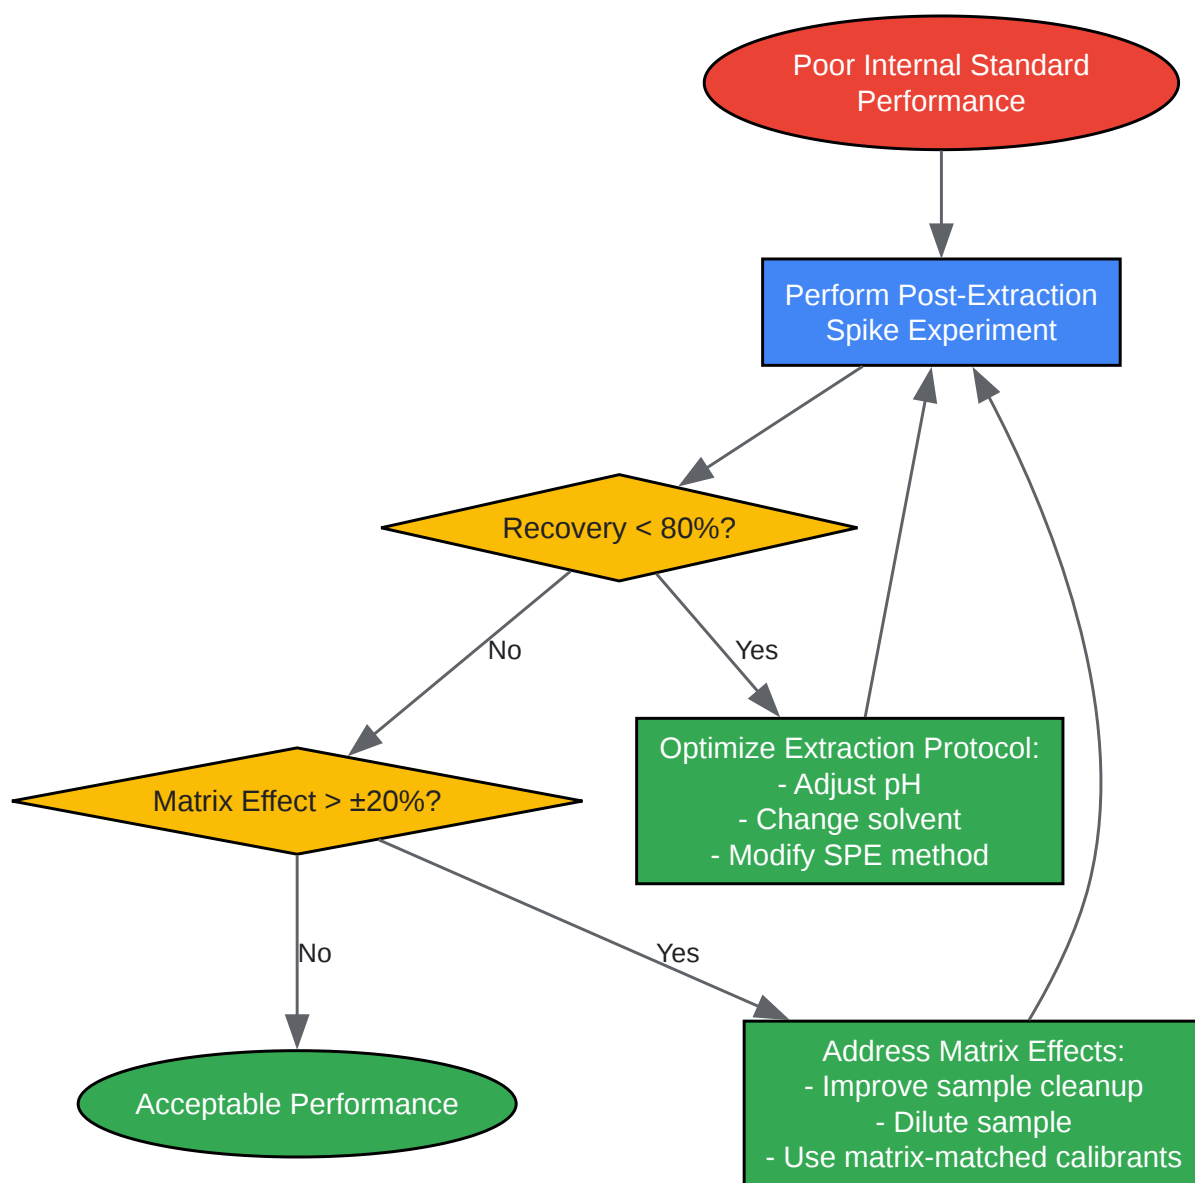 Poor Internal Standard
Performance
Perform Post-Extraction
Spike Experiment
Recovery < 80%?
No
Yes
Optimize Extraction Protocol:
- Adjust pH
- Change solvent
- Modify SPE method
Matrix Effect > ±20%?
No
Yes
Acceptable Performance
Address Matrix Effects:
- Improve sample cleanup
- Dilute sample
- Use matrix-matched calibrants